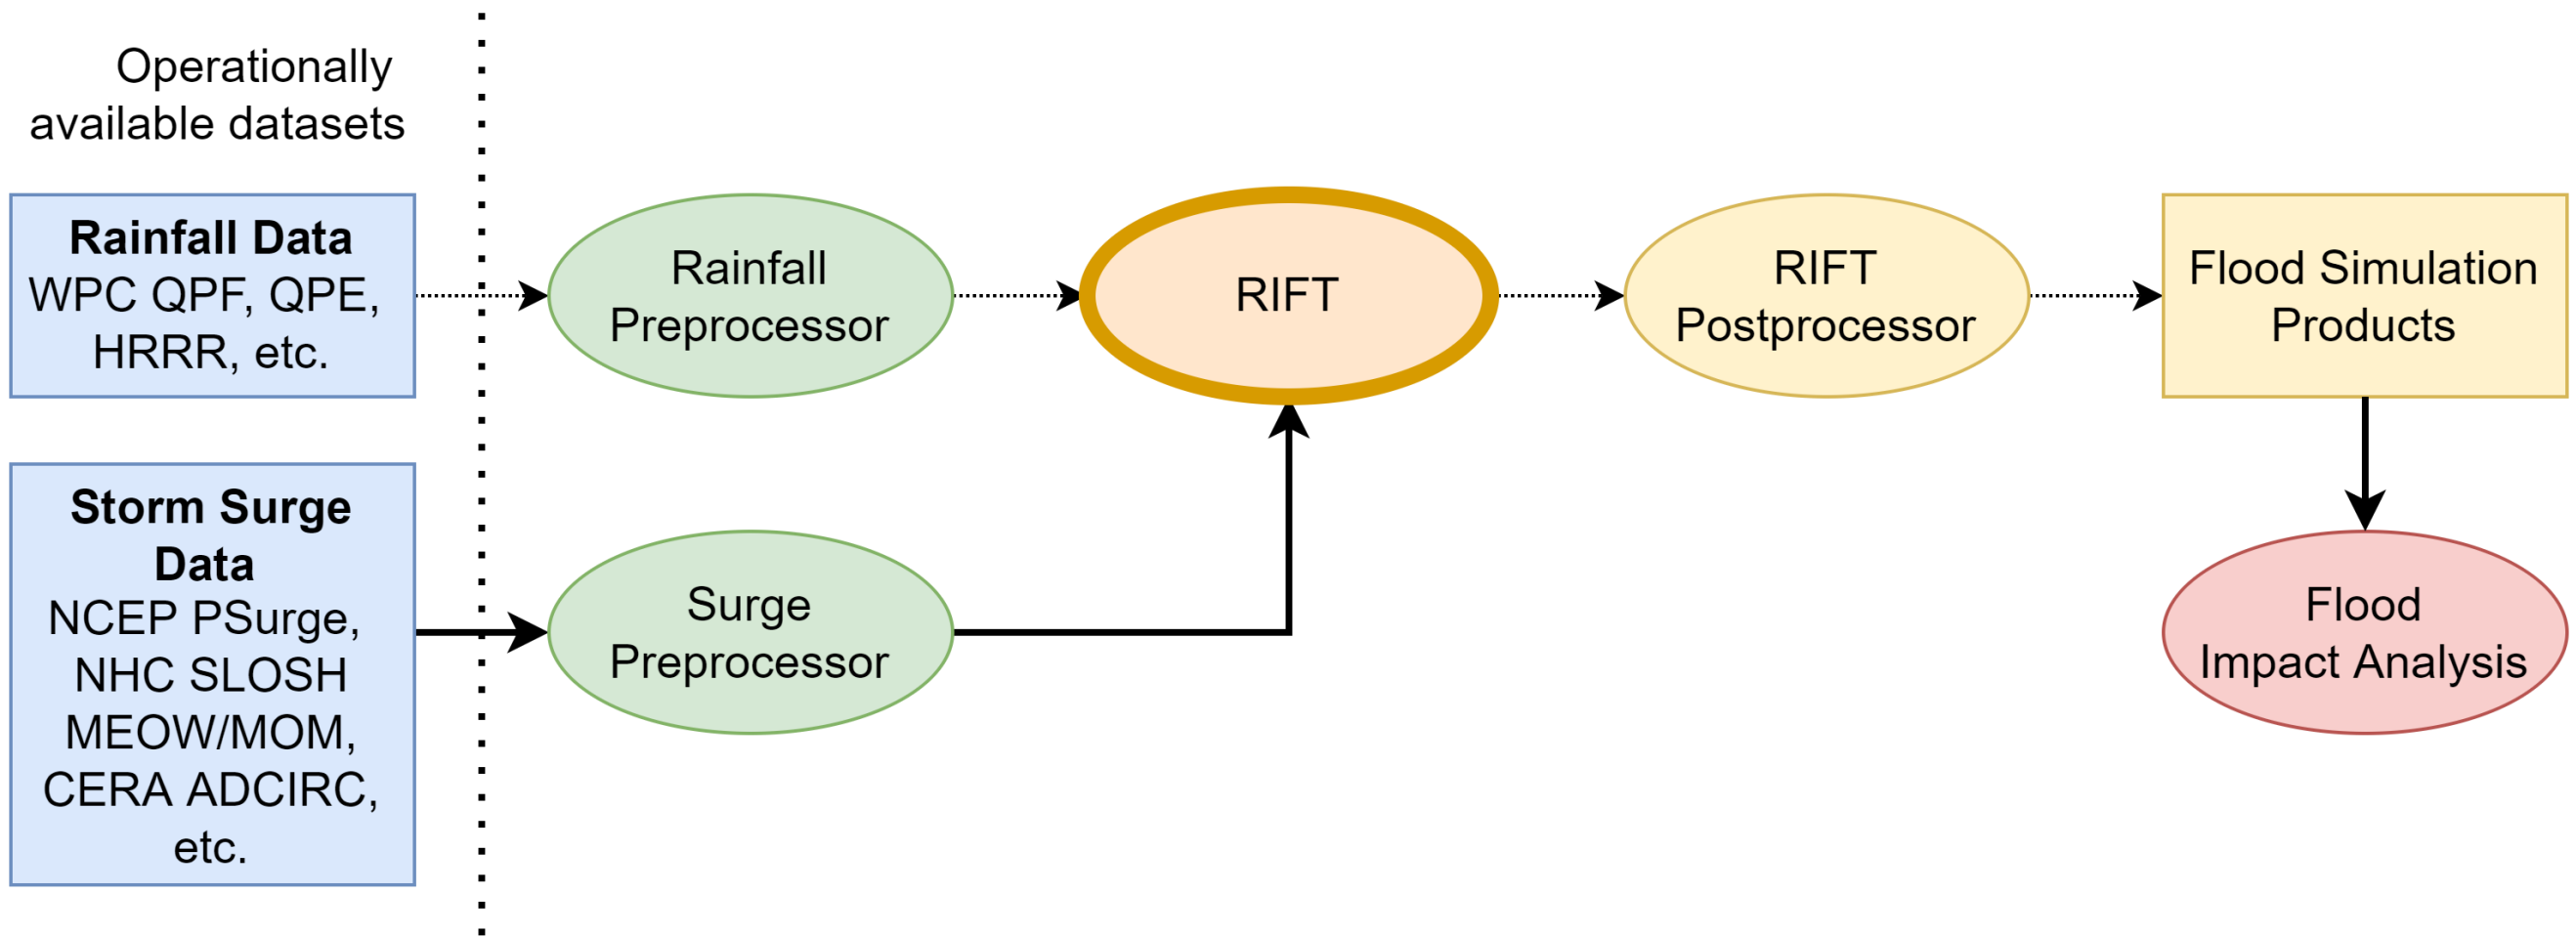 Operationally
available datasets
Rainfall Data
WPC QPF, QPE,
HRRR, etc.
Rainfall
Preprocessor
RIFT
RIFT
Postprocessor
Flood Simulation
Products
Storm Surge
Data
NCEP PSurge,
NHC SLOSH
MEOW/MOM,
CERA ADCIRC,
etc.
Surge
Preprocessor
Flood
Impact Analysis